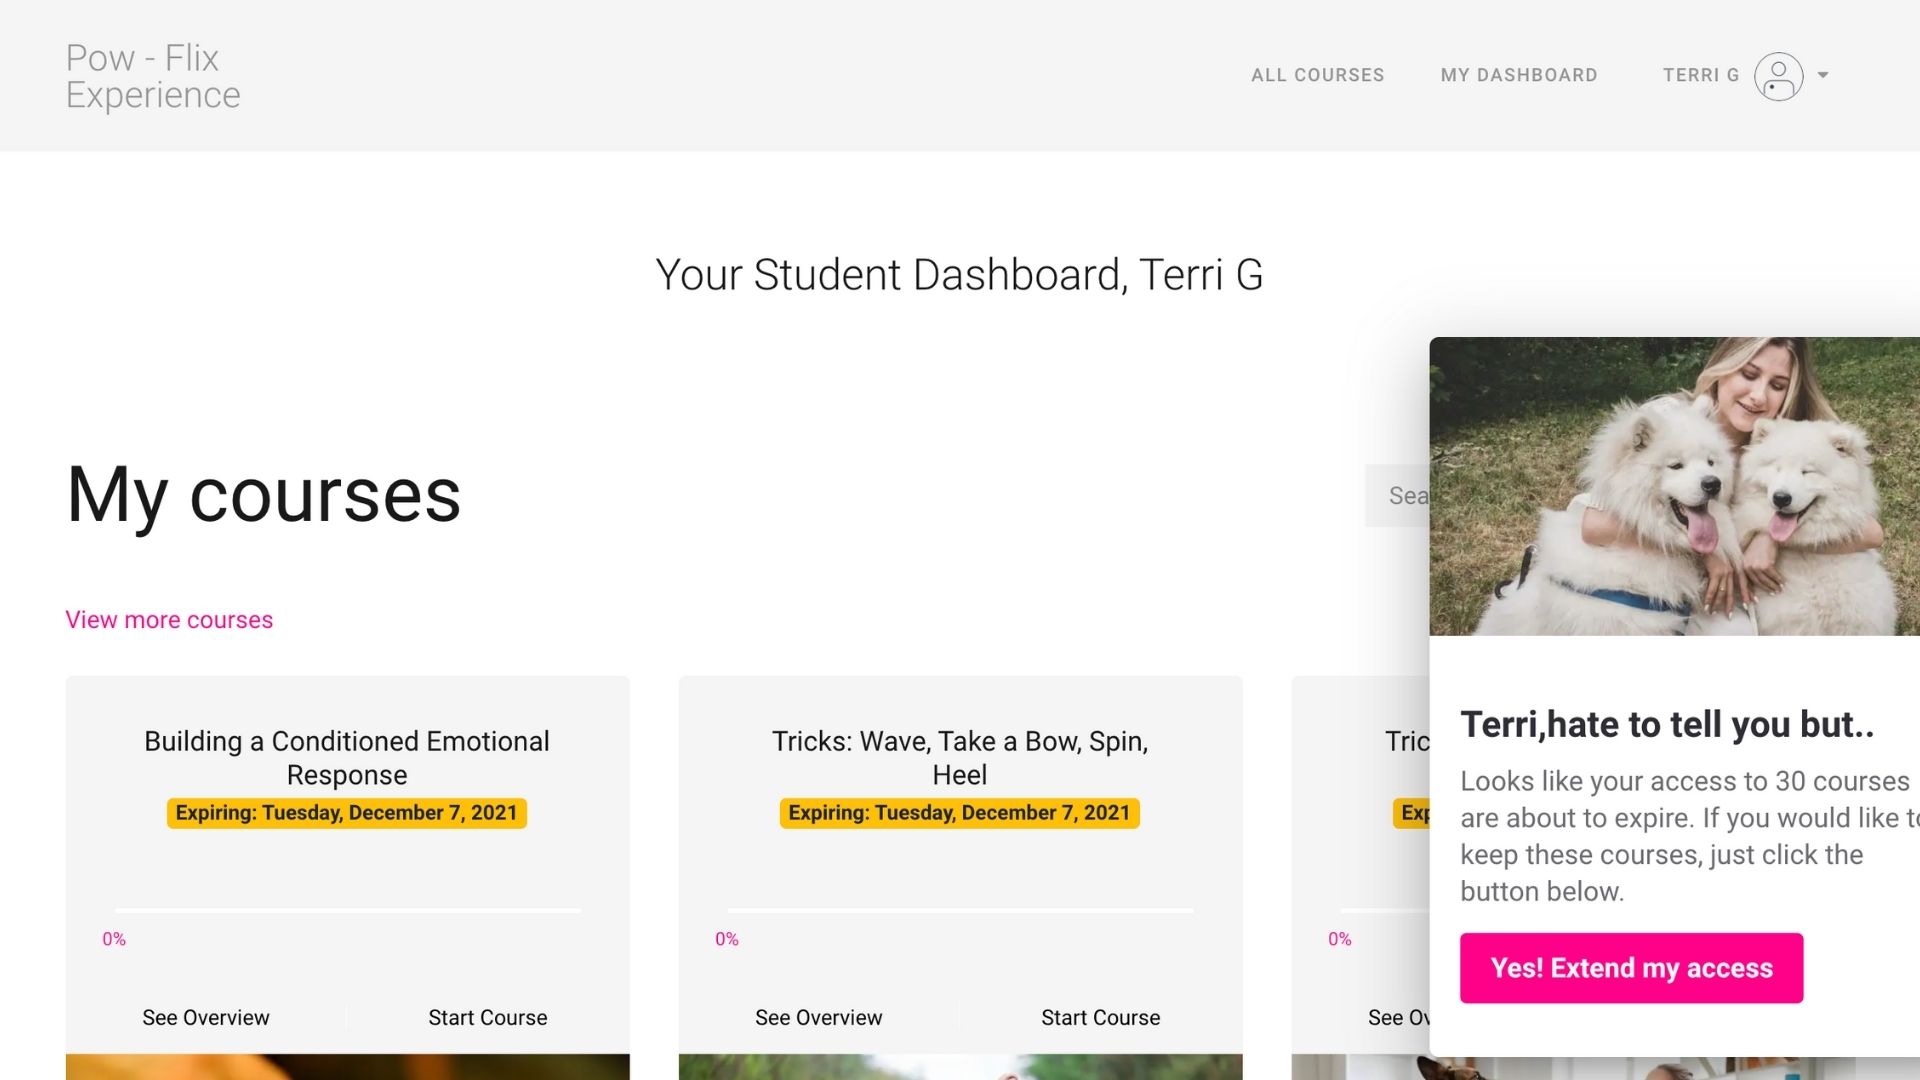 Pow - Flix
Experience
ALL COURSES
MY DASHBOARD
TERRI G
Your Student Dashboard, Terri G
My courses
View more courses
Building a Conditioned Emotional
Response
Expiring: Tuesday, December 7, 2021
0%
See Overview
Start Course
Tricks: Wave, Take a Bow, Spin,
Heel
Expiring: Tuesday, December 7, 2021
0%
See Overview
Start Course
0%
See
Terri,hate to tell you but..
Looks like your access to 30 courses
are about to expire. If you would like
keep these courses, just click the
button below.
Yes! Extend my access